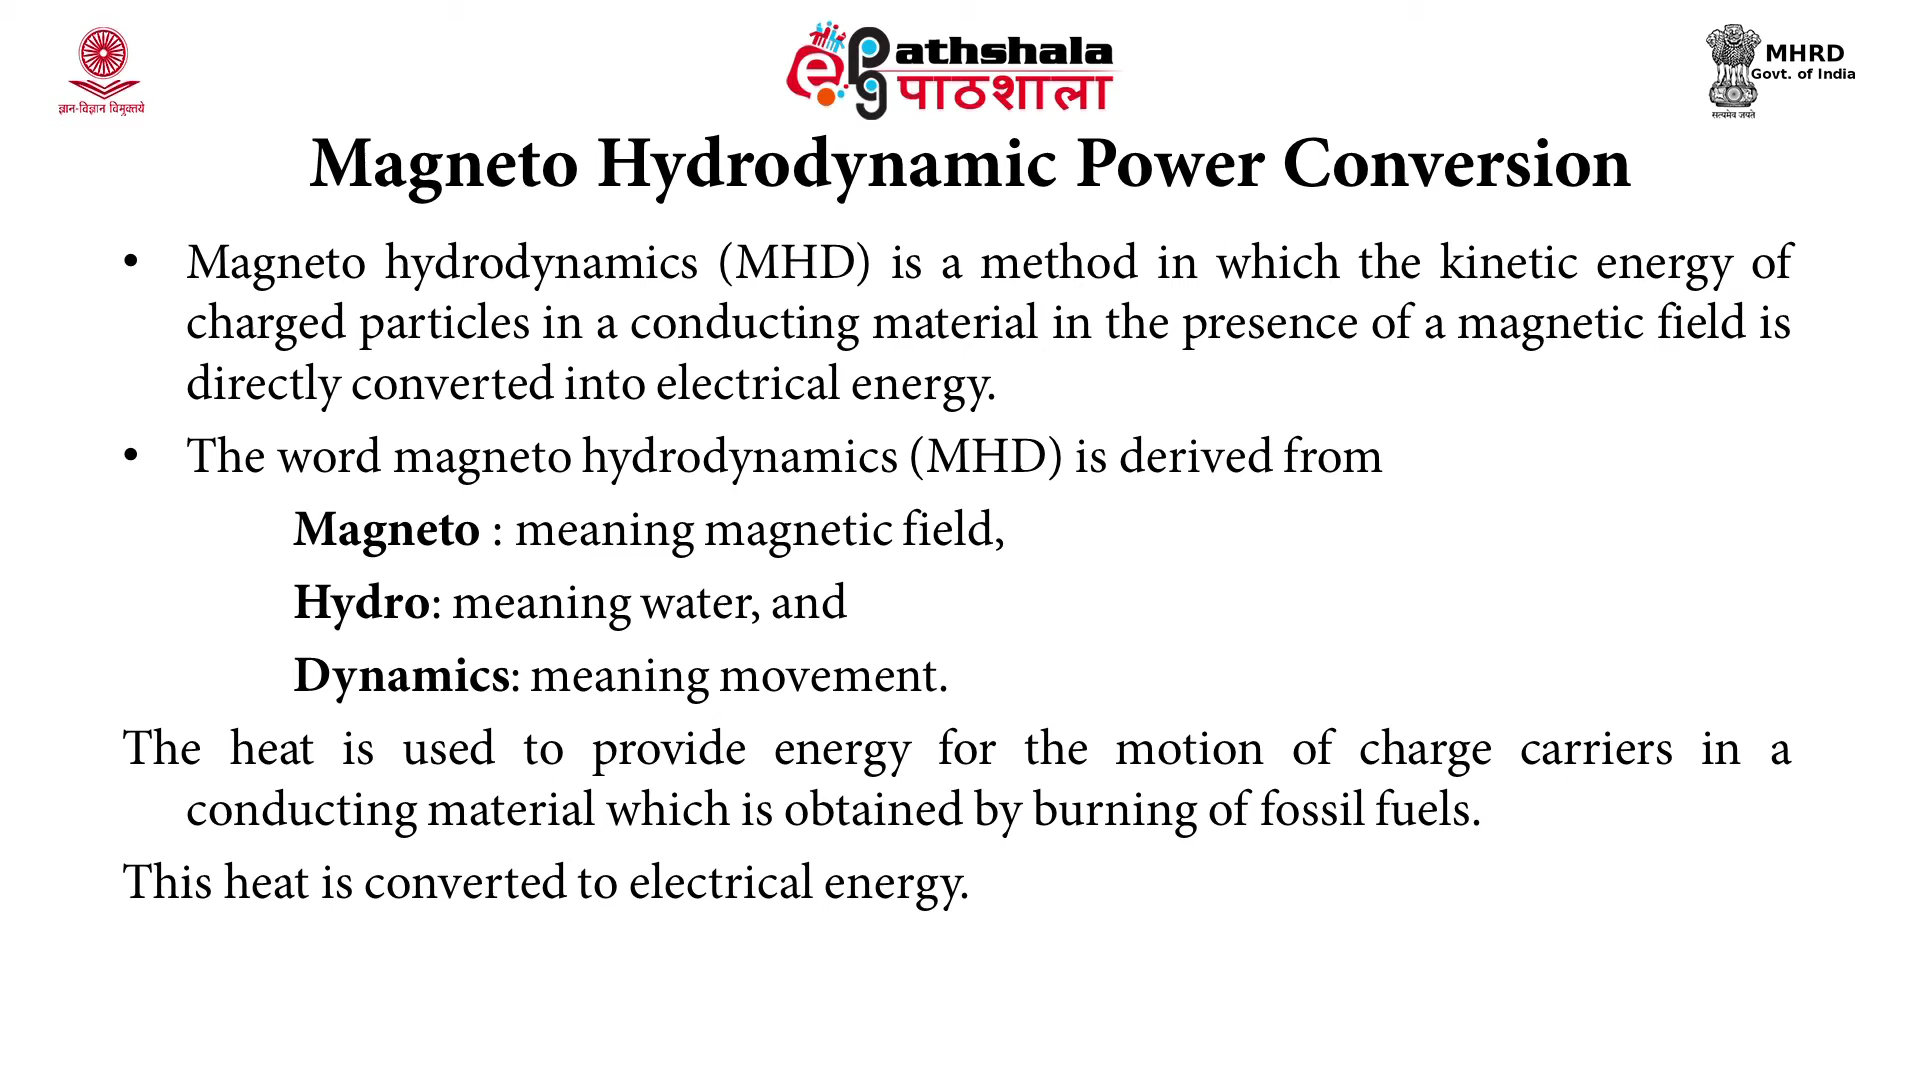 ज्ञान-विज्ञान विमुक्तये
ePGathshala
पाठशाला
MHRD
Govt. of India
सत्यमेव जयते
Magneto Hydrodynamic Power Conversion
• Magneto hydrodynamics (MHD) is a method in which the kinetic energy of
charged particles in a conducting material in the presence of a magnetic field is
directly converted into electrical energy.
• The word magneto hydrodynamics (MHD) is derived from
Magneto : meaning magnetic field,
Hydro: meaning water, and
Dynamics: meaning movement.
The heat is used to provide energy for the motion of charge carriers in a
conducting material which is obtained by burning of fossil fuels.
This heat is converted to electrical energy.